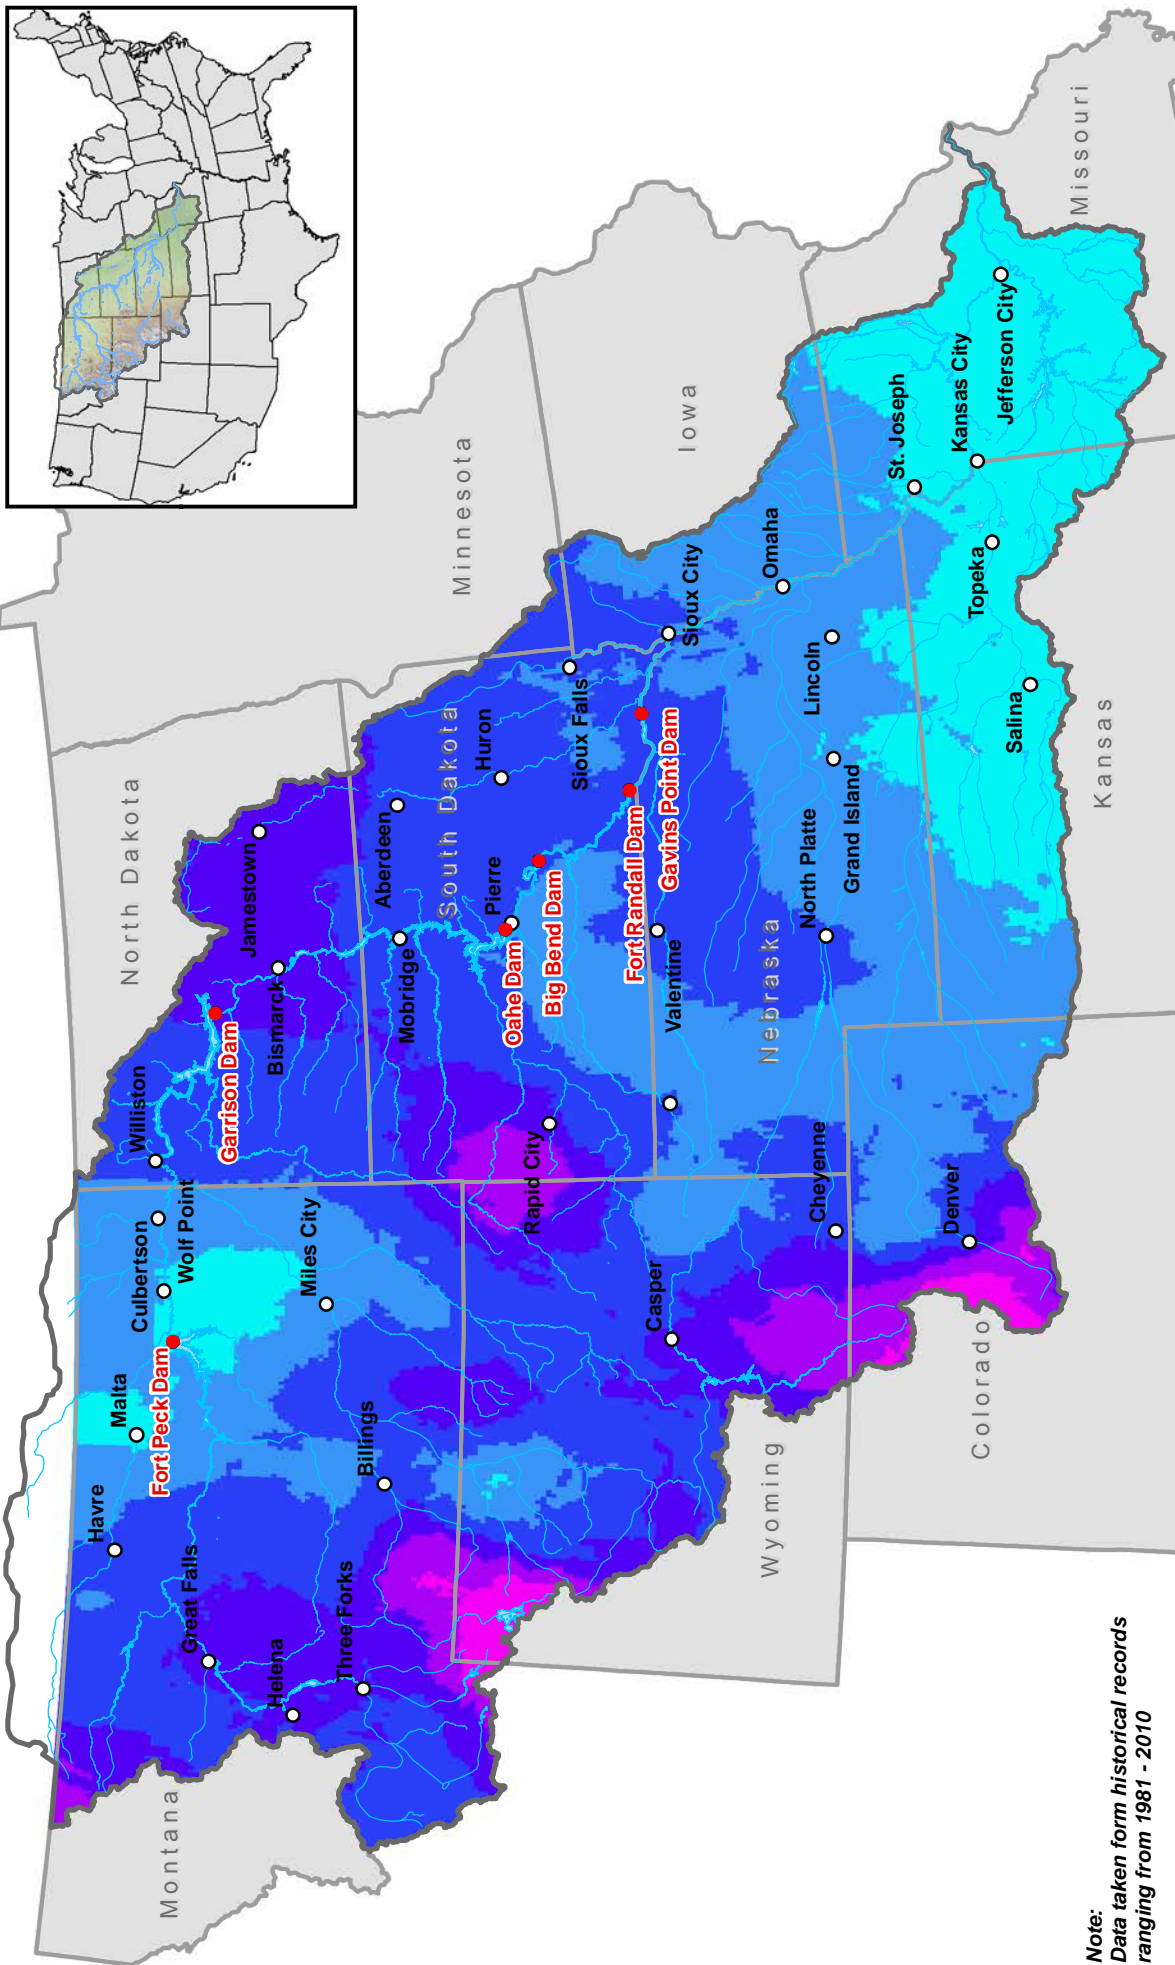 Montana
North Dakota
Minnesota
South Dakota
Iowa
Wyoming
Nebraska
Colorado
Kansas
Missouri
Havre
Malta
Culbertson
Wolf Point
Williston
Fort Peck Dam
Garrison Dam
Great Falls
Helena
Three Forks
Billings
Miles City
Bismarck
Jamestown
Mobridge
Aberdeen
Huron
Pierre
Oahe Dam
Big Bend Dam
Rapid City
Sioux Falls
Fort Randall Dam
Gavins Point Dam
Sioux City
Valentine
Casper
Omaha
Cheyenne
North Platte
Grand Island
Lincoln
Denver
St. Joseph
Kansas City
Topeka
Salina
Jefferson City
Note:
Data taken form historical records
ranging from 1981 - 2010